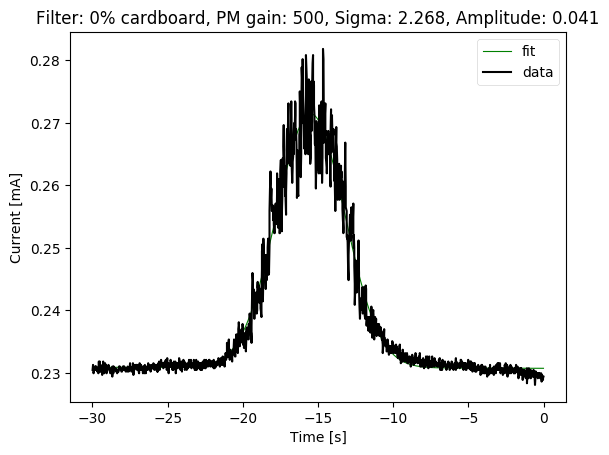 Filter: 0% cardboard, PM gain: 500, Sigma: 2.268, Amplitude: 0.041
fit
data
0.28
0.27
0.26
0.25
0.24
0.23
Current [mA]
−30
−25
−20
−15
−10
−5
0
Time [s]